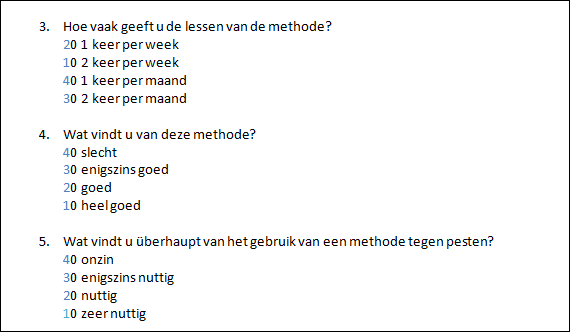 3. Hoe vaak geeft u de lessen van de methode?
20 1 keer per week
10 2 keer per week
40 1 keer per maand
30 2 keer per maand
4. Wat vindt u van deze methode?
40 slecht
30 enigszins goed
20 goed
10 heel goed
5. Wat vindt u überhaupt van het gebruik van een methode tegen pesten?
40 onzin
30 enigszins nuttig
20 nuttig
10 zeer nuttig